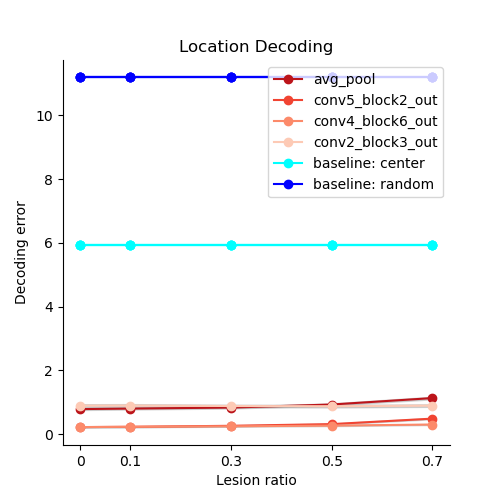 Location Decoding
avg_pool
conv5_block2_out
conv4_block6_out
conv2_block3_out
baseline: center
baseline: random
Decoding error
10
8
6
4
2
0
0 0.1 0.3 0.5 0.7
Lesion ratio